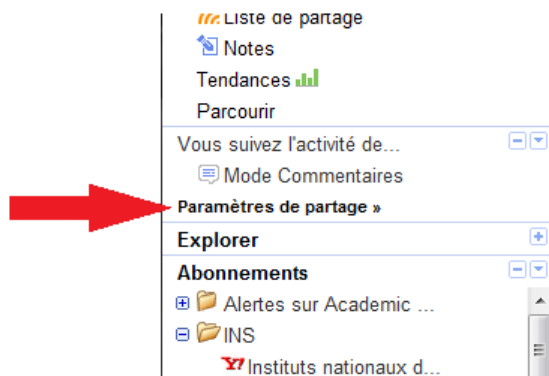 Liste de partage
Notes
Tendances
Parcourir
Vous suivez l'activité de...
Mode Commentaires
Paramètres de partage »
Explorer
Abonnements
Alertes sur Academic ...
INS
Y! Instituts nationaux d...